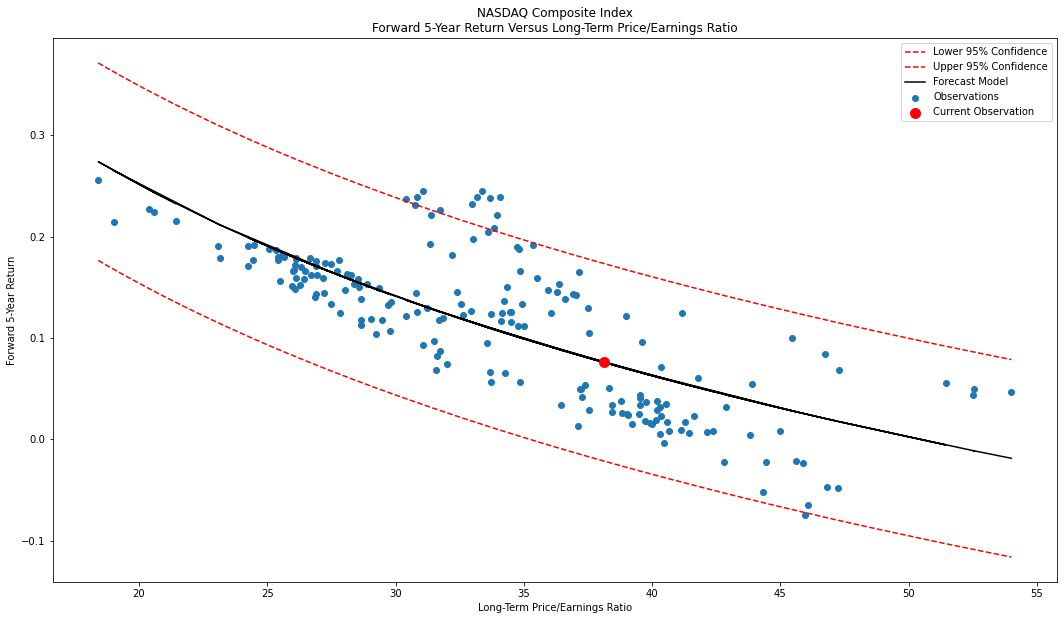 NASDAQ Composite Index
Forward 5-Year Return Versus Long-Term Price/Earnings Ratio
Lower 95% Confidence
Upper 95% Confidence
Forecast Model
Observations
Current Observation
Forward 5-Year Return
0.3
0.2
0.1
0.0
−0.1
20 25 30 35 40 45 50 55
Long-Term Price/Earnings Ratio